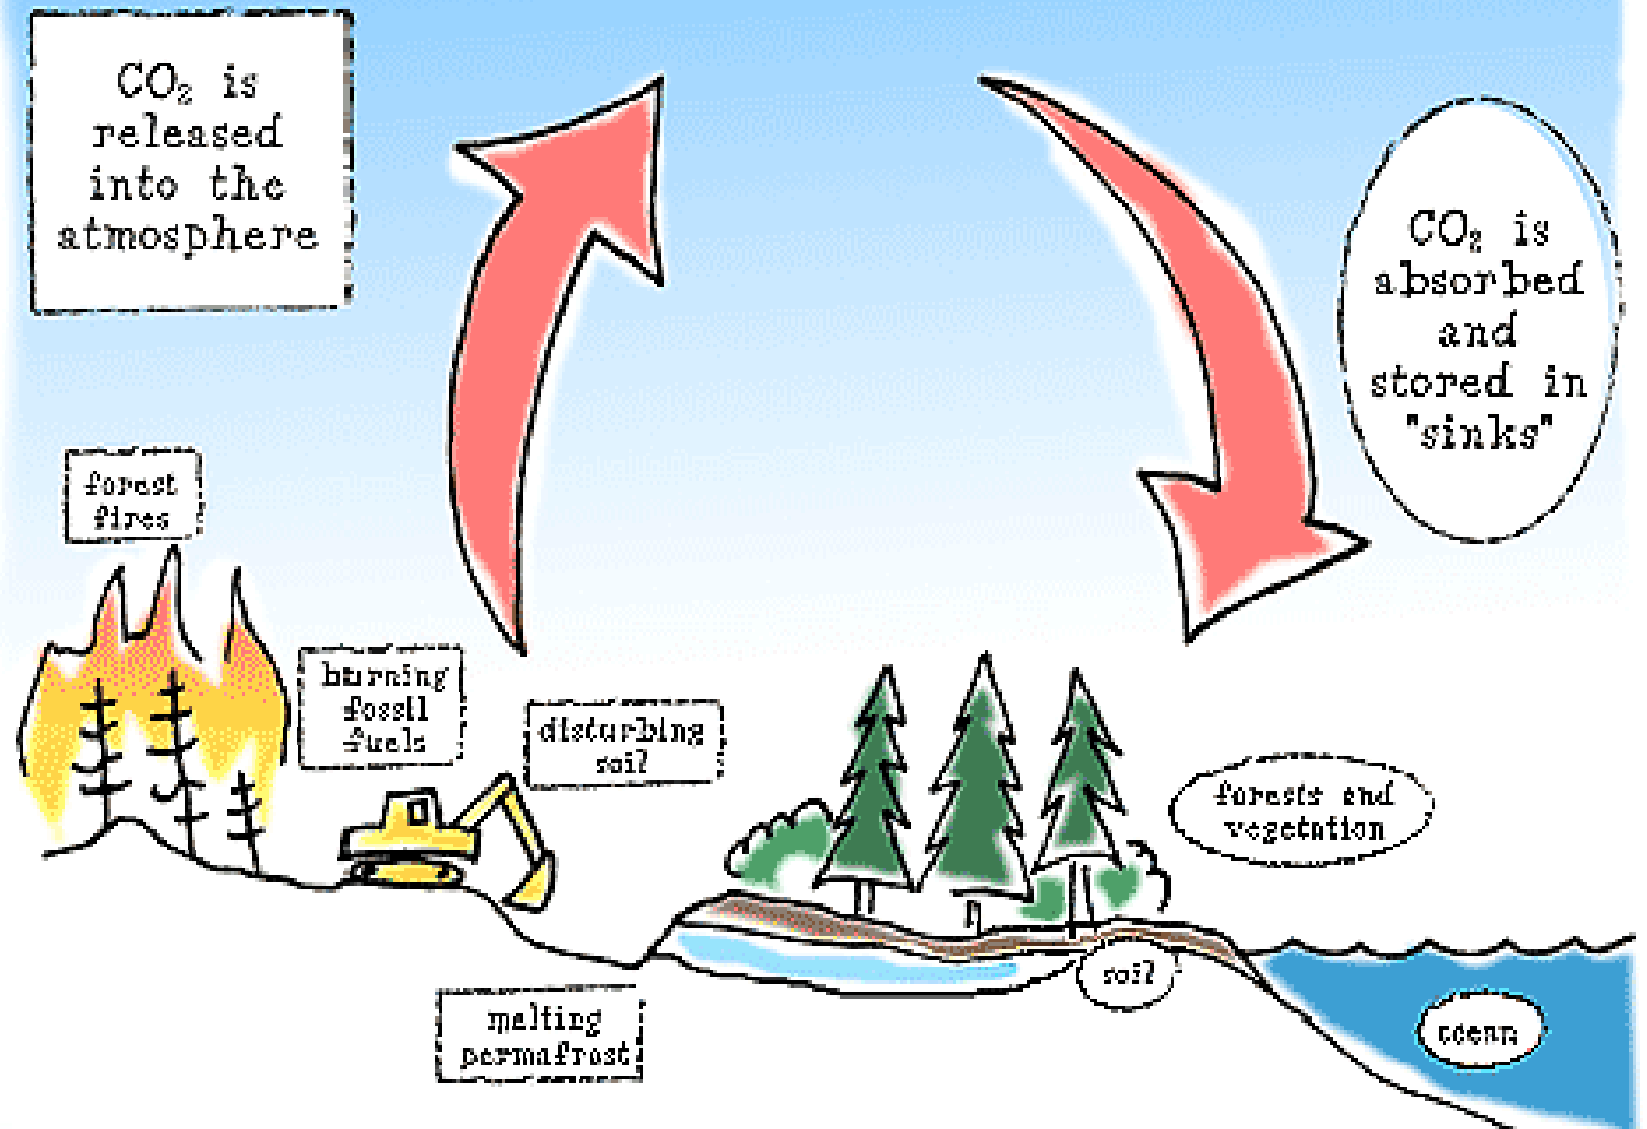 CO₂ is
released
into the
atmosphere
CO₂ is
absorbed
and
stored in
"sinks"
forest
fires
burning
fossil
fuels
disturbing
soil
forests and
vegetation
soil
melting
permafrost
ocean